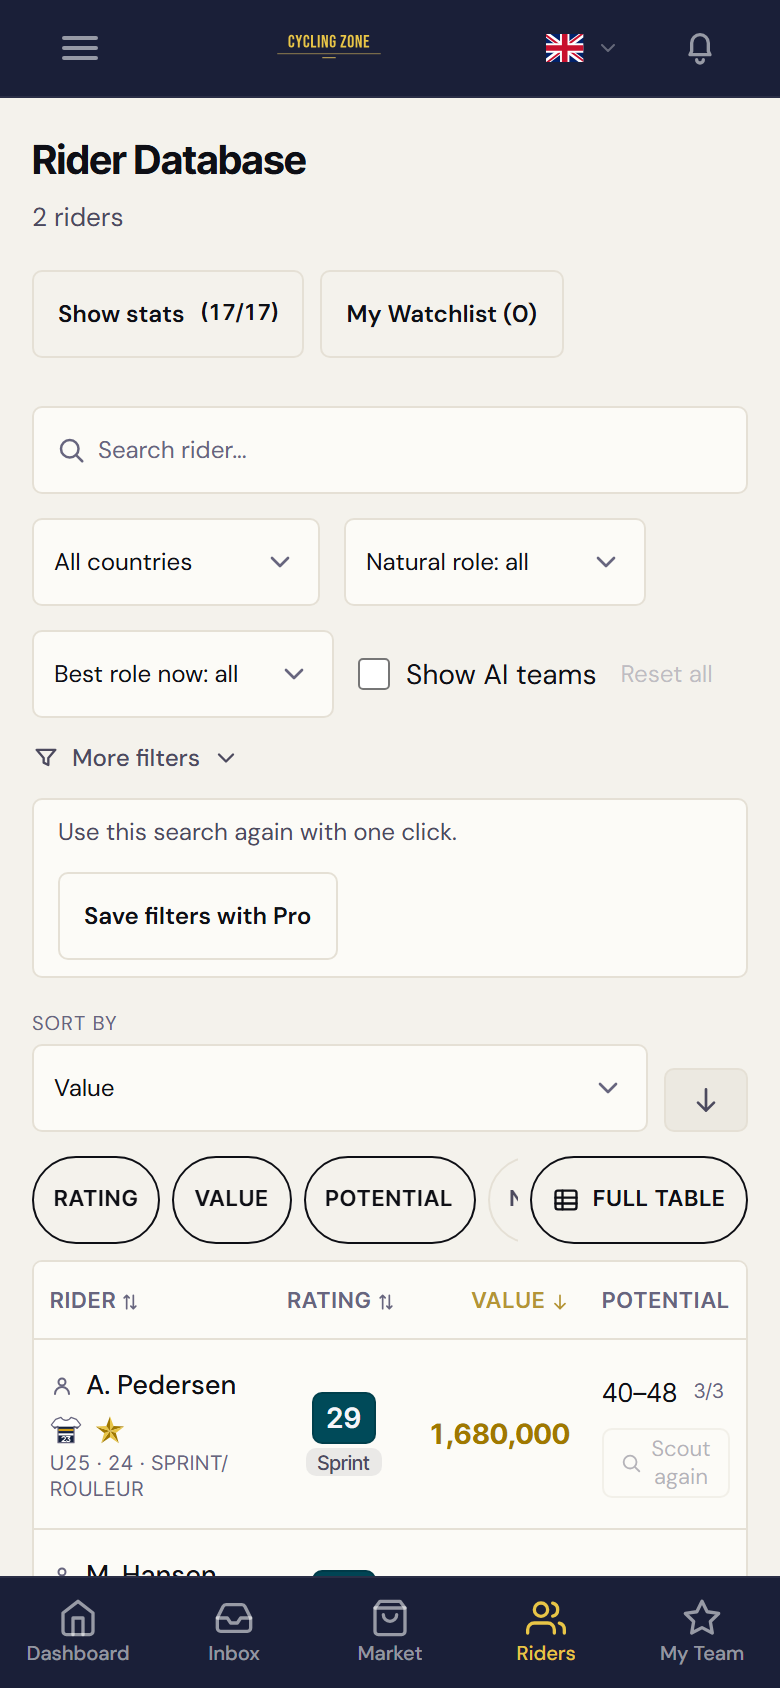 CYCLING ZONE
Rider Database
2 riders
Show stats (17/17)
My Watchlist (0)
Search rider...
All countries
Natural role: all
Best role now: all
Show AI teams
Reset all
More filters
Use this search again with one click.
Save filters with Pro
SORT BY
Value
RATING
VALUE
POTENTIAL
FULL TABLE
RIDER
RATING
VALUE
POTENTIAL
A. Pedersen
23
U25 · 24 · SPRINT/
ROULEUR
29
Sprint
1,680,000
40–48 3/3
Scout
again
M. Hansen
Dashboard
Inbox
Market
Riders
My Team